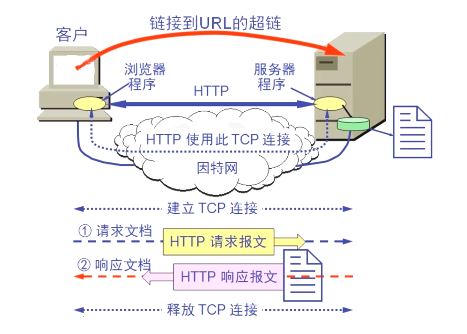 链接到URL的超链
客户
浏览器
程序
服务器
程序
HTTP
HTTP 使用此 TCP 连接
因特网
建立 TCP 连接
① 请求文档
HTTP 请求报文
② 响应文档
HTTP 响应报文
释放 TCP 连接